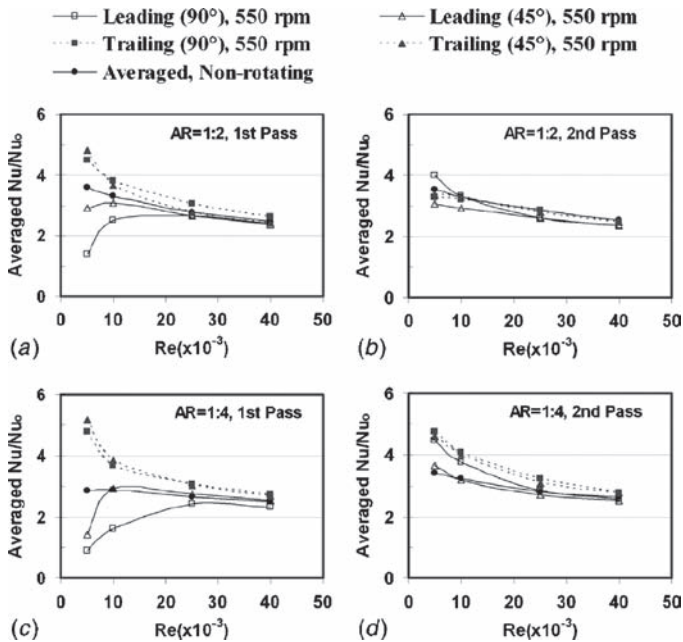 Leading (90°), 550 rpm
Leading (45°), 550 rpm
Trailing (90°), 550 rpm
Trailing (45°), 550 rpm
Averaged, Non-rotating
AR=1:2, 1st Pass
Averaged Nu/Nuo
6
4
2
0
0 10 20 30 40 50
Re(x10-3)
(a)
AR=1:2, 2nd Pass
Averaged Nu/Nuo
6
4
2
0
0 10 20 30 40 50
Re(x10-3)
(b)
AR=1:4, 1st Pass
Averaged Nu/Nuo
6
4
2
0
0 10 20 30 40 50
Re(x10-3)
(c)
AR=1:4, 2nd Pass
Averaged Nu/Nuo
6
4
2
0
0 10 20 30 40 50
Re(x10-3)
(d)